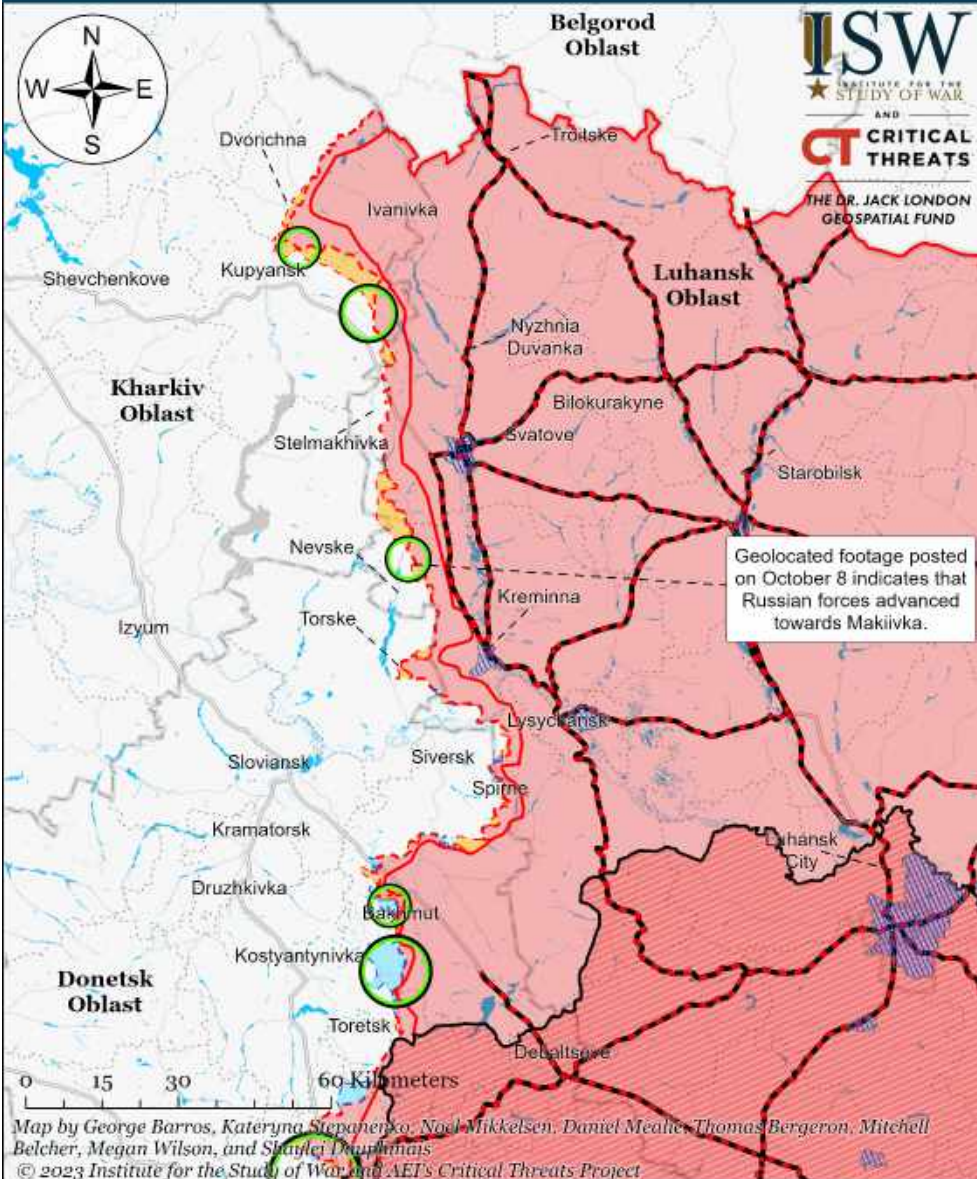 N
W
E
S
Belgorod
Oblast
ISW
INSTITUTE FOR THE
STUDY OF WAR
AND
CT CRITICAL
THREATS
THE DR. JACK LONDON
GEOSPATIAL FUND
Dvorichna
Troitske
Ivanivka
Kupyansk
Shevchenkove
Luhansk
Oblast
Nyzhnia
Duvanka
Kharkiv
Oblast
Bilokurakyne
Stelmakhivka
Svatove
Starobilsk
Nevske
Geolocated footage posted
on October 8 indicates that
Russian forces advanced
towards Makiivka.
Kreminna
Torske
Izyum
Lysychansk
Siversk
Sloviansk
Spirne
Kramatorsk
Luhansk
City
Druzhkivka
Bakhmut
Kostyantynivka
Donetsk
Oblast
Toretsk
Debaltseve
0 15 30 60 Kilometers
Map by George Barros, Kateryna Stepanenko, Noel Mikkelsen, Daniel Mealie, Thomas Bergeron, Mitchell
Belcher, Megan Wilson, and
© 2023 Institute for the Study of War and AEI's Critical Threats Project